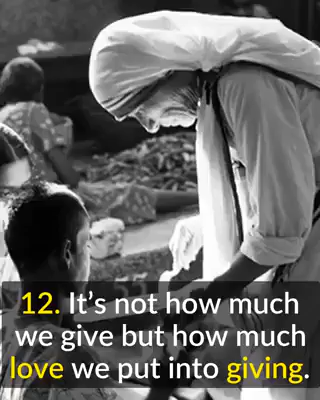 12. It’s not how much
we give but how much
love we put into giving.